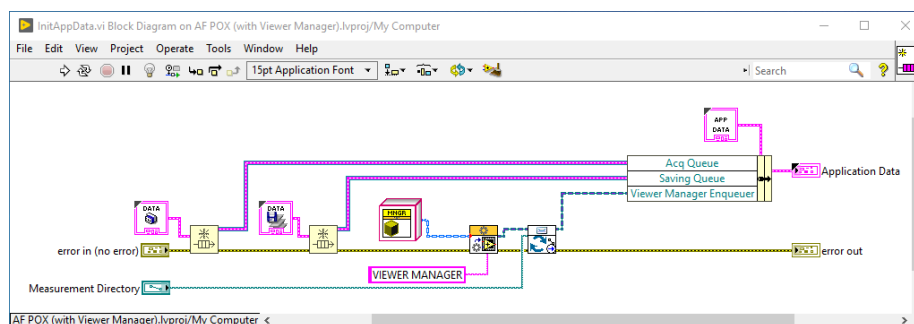 InitAppData.vi Block Diagram on AF POX (with Viewer Manager).lvproj/My Computer
File Edit View Project Operate Tools Window Help
15pt Application Font
Search
APP
DATA
Acq Queue
Saving Queue
Viewer Manager Enqueuer
Application Data
DATA
DATA
MNGR
error in (no error)
error out
VIEWER MANAGER
Measurement Directory
AF POX (with Viewer Manager).lvproj/My Computer